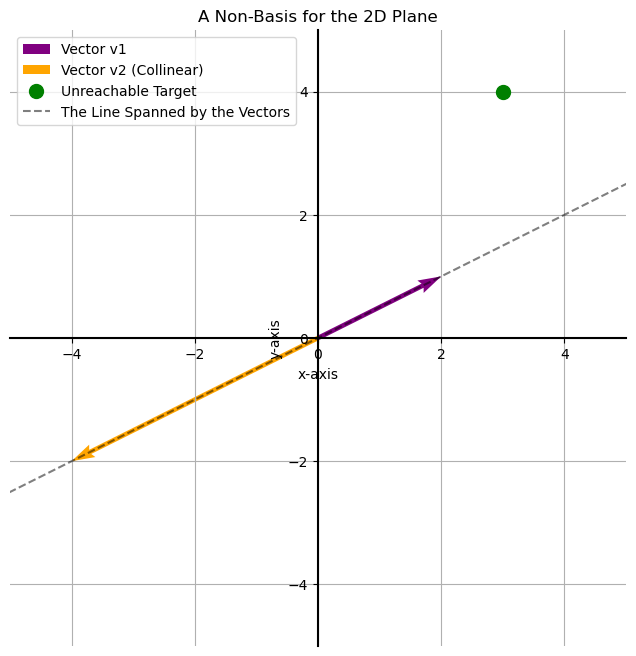 A Non-Basis for the 2D Plane
Vector v1
Vector v2 (Collinear)
Unreachable Target
The Line Spanned by the Vectors
4
2
0
−2
−4
y-axis
−4
−2
0
2
4
x-axis